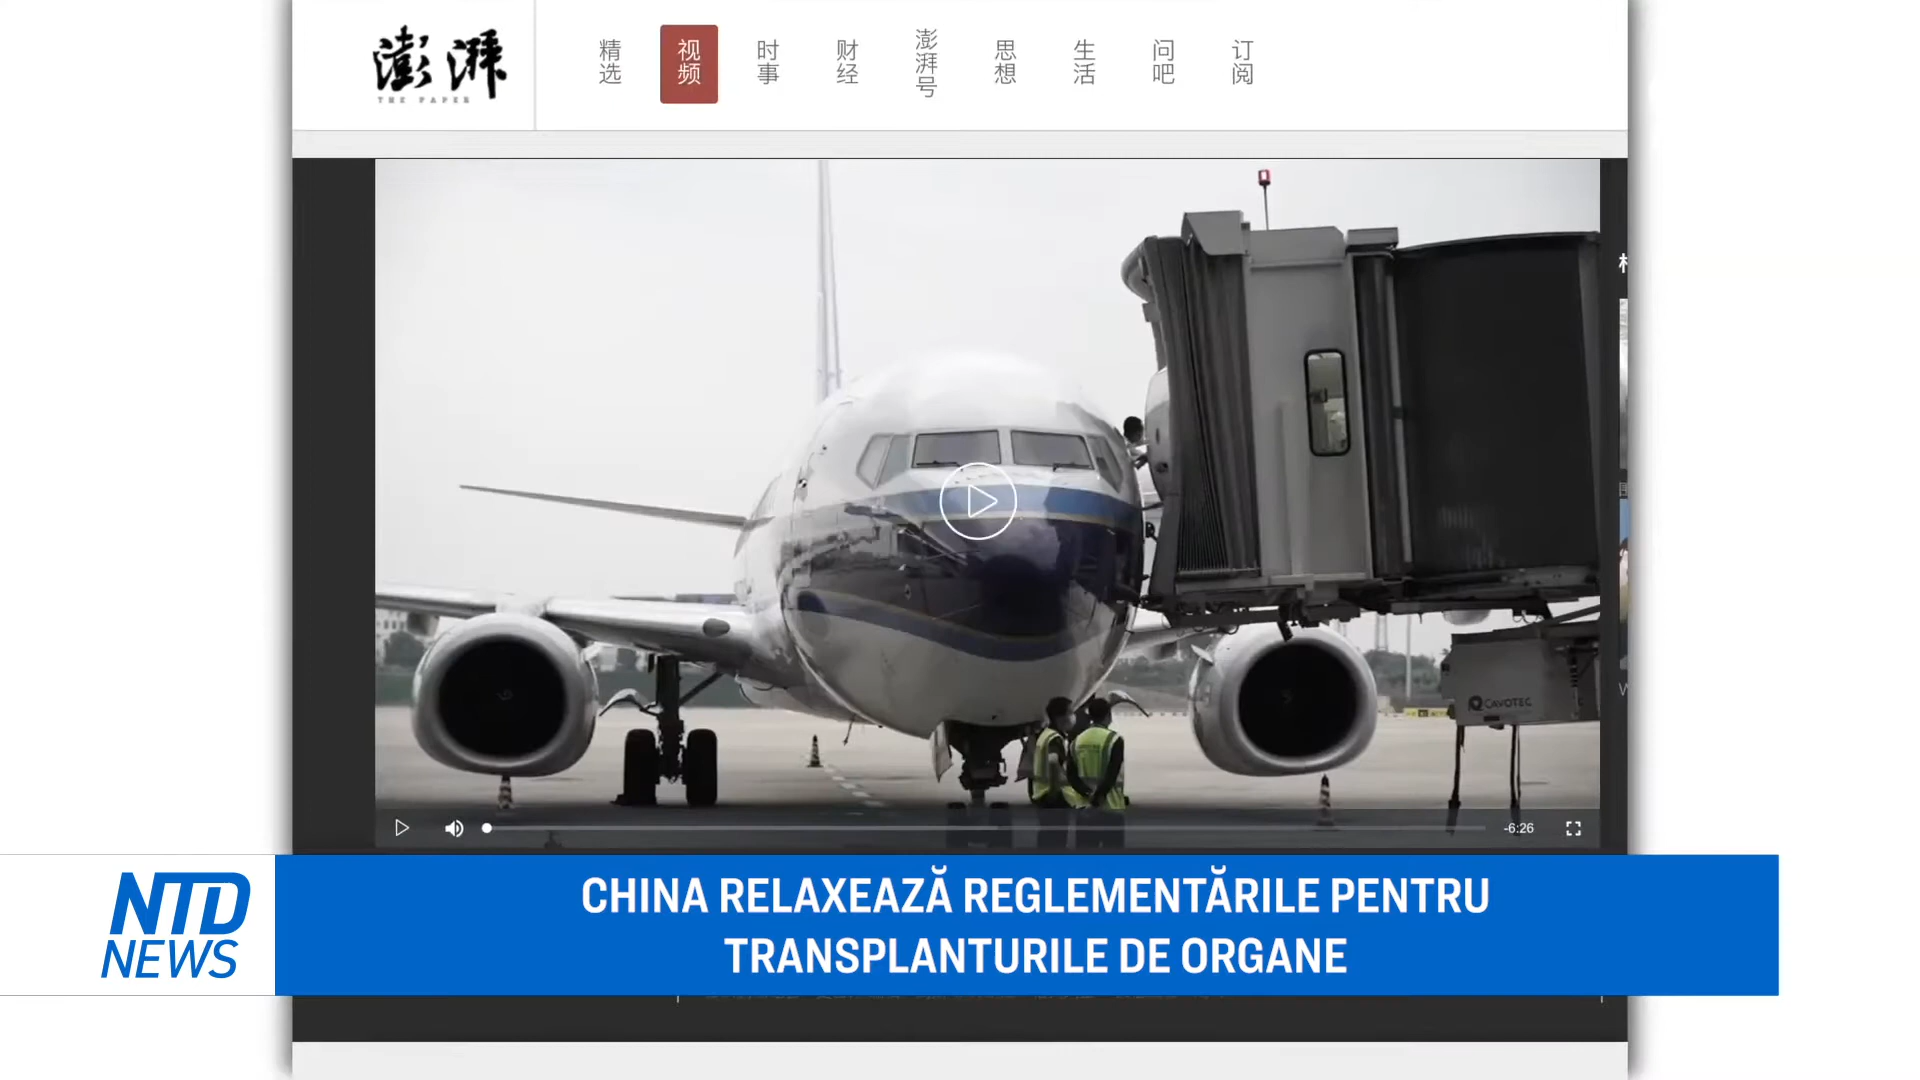 澎湃
THE PAPER
精选
视频
时事
财经
澎湃号
思想
生活
问吧
订阅
CAVOTEC
-6:26
NTD
NEWS
CHINA RELAXEAZĂ REGLEMENTĂRILE PENTRU
TRANSPLANTURILE DE ORGANE